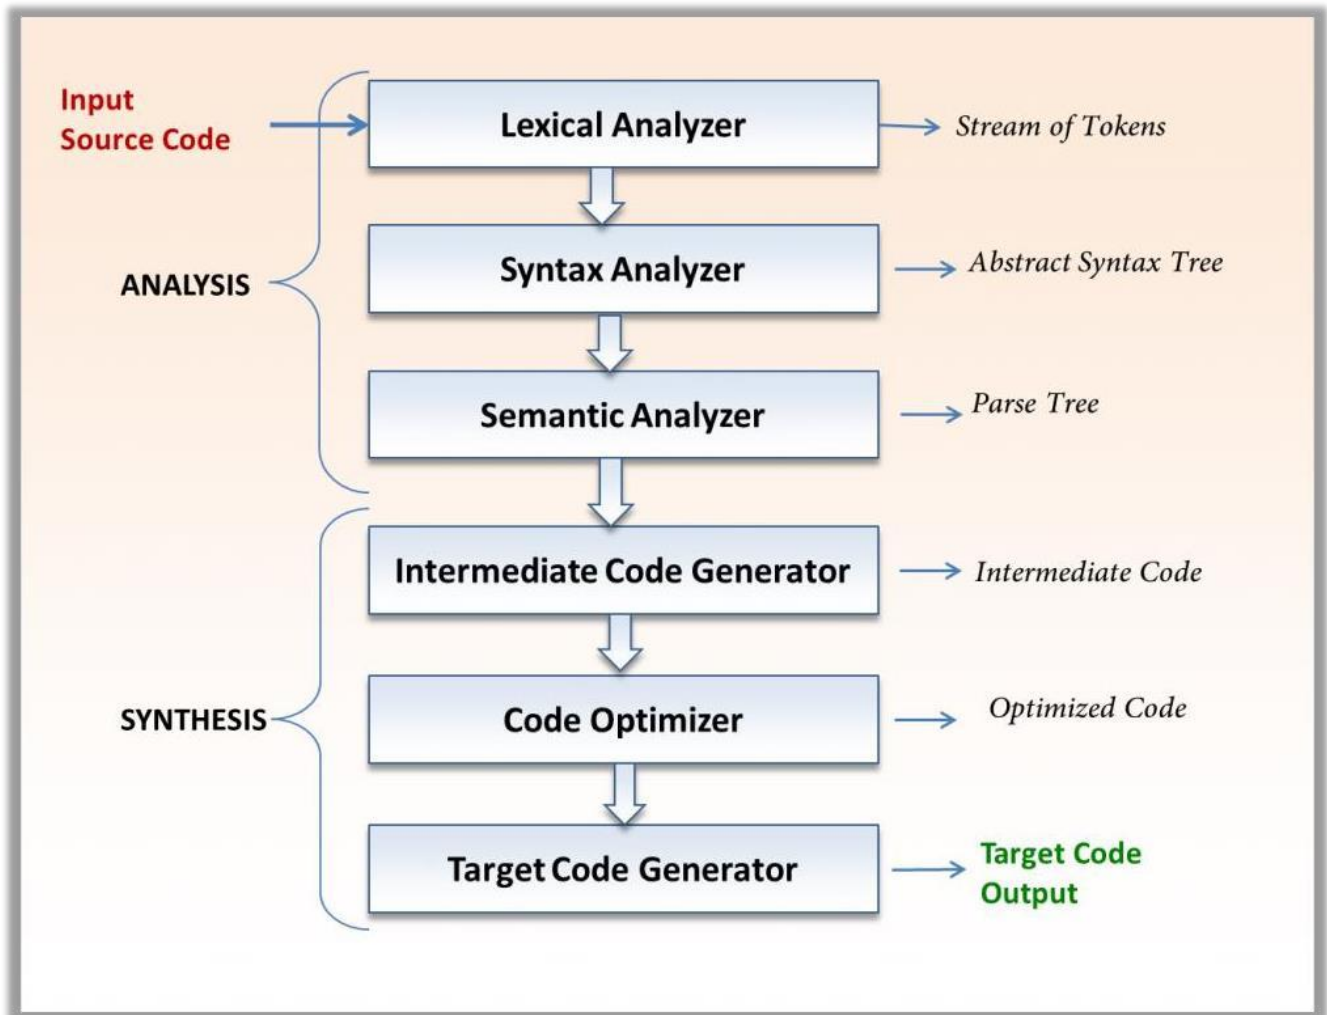 Input
Source Code
Lexical Analyzer
Stream of Tokens
ANALYSIS
Syntax Analyzer
Abstract Syntax Tree
Semantic Analyzer
Parse Tree
Intermediate Code Generator
Intermediate Code
SYNTHESIS
Code Optimizer
Optimized Code
Target Code Generator
Target Code
Output